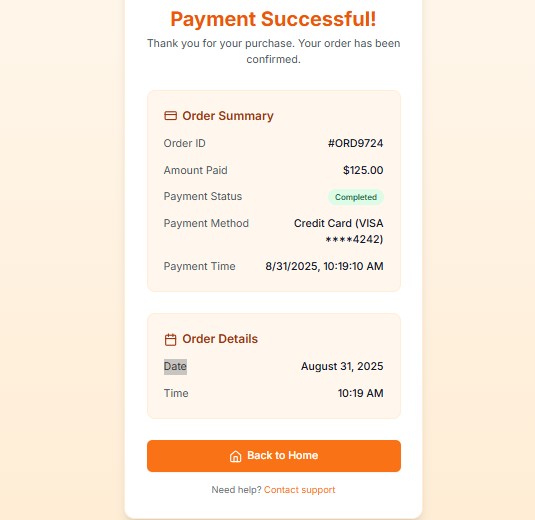 Payment Successful!
Thank you for your purchase. Your order has been
confirmed.
Order Summary
Order ID #ORD9724
Amount Paid $125.00
Payment Status Completed
Payment Method Credit Card (VISA
****4242)
Payment Time 8/31/2025, 10:19:10 AM
Order Details
Date August 31, 2025
Time 10:19 AM
Back to Home
Need help? Contact support